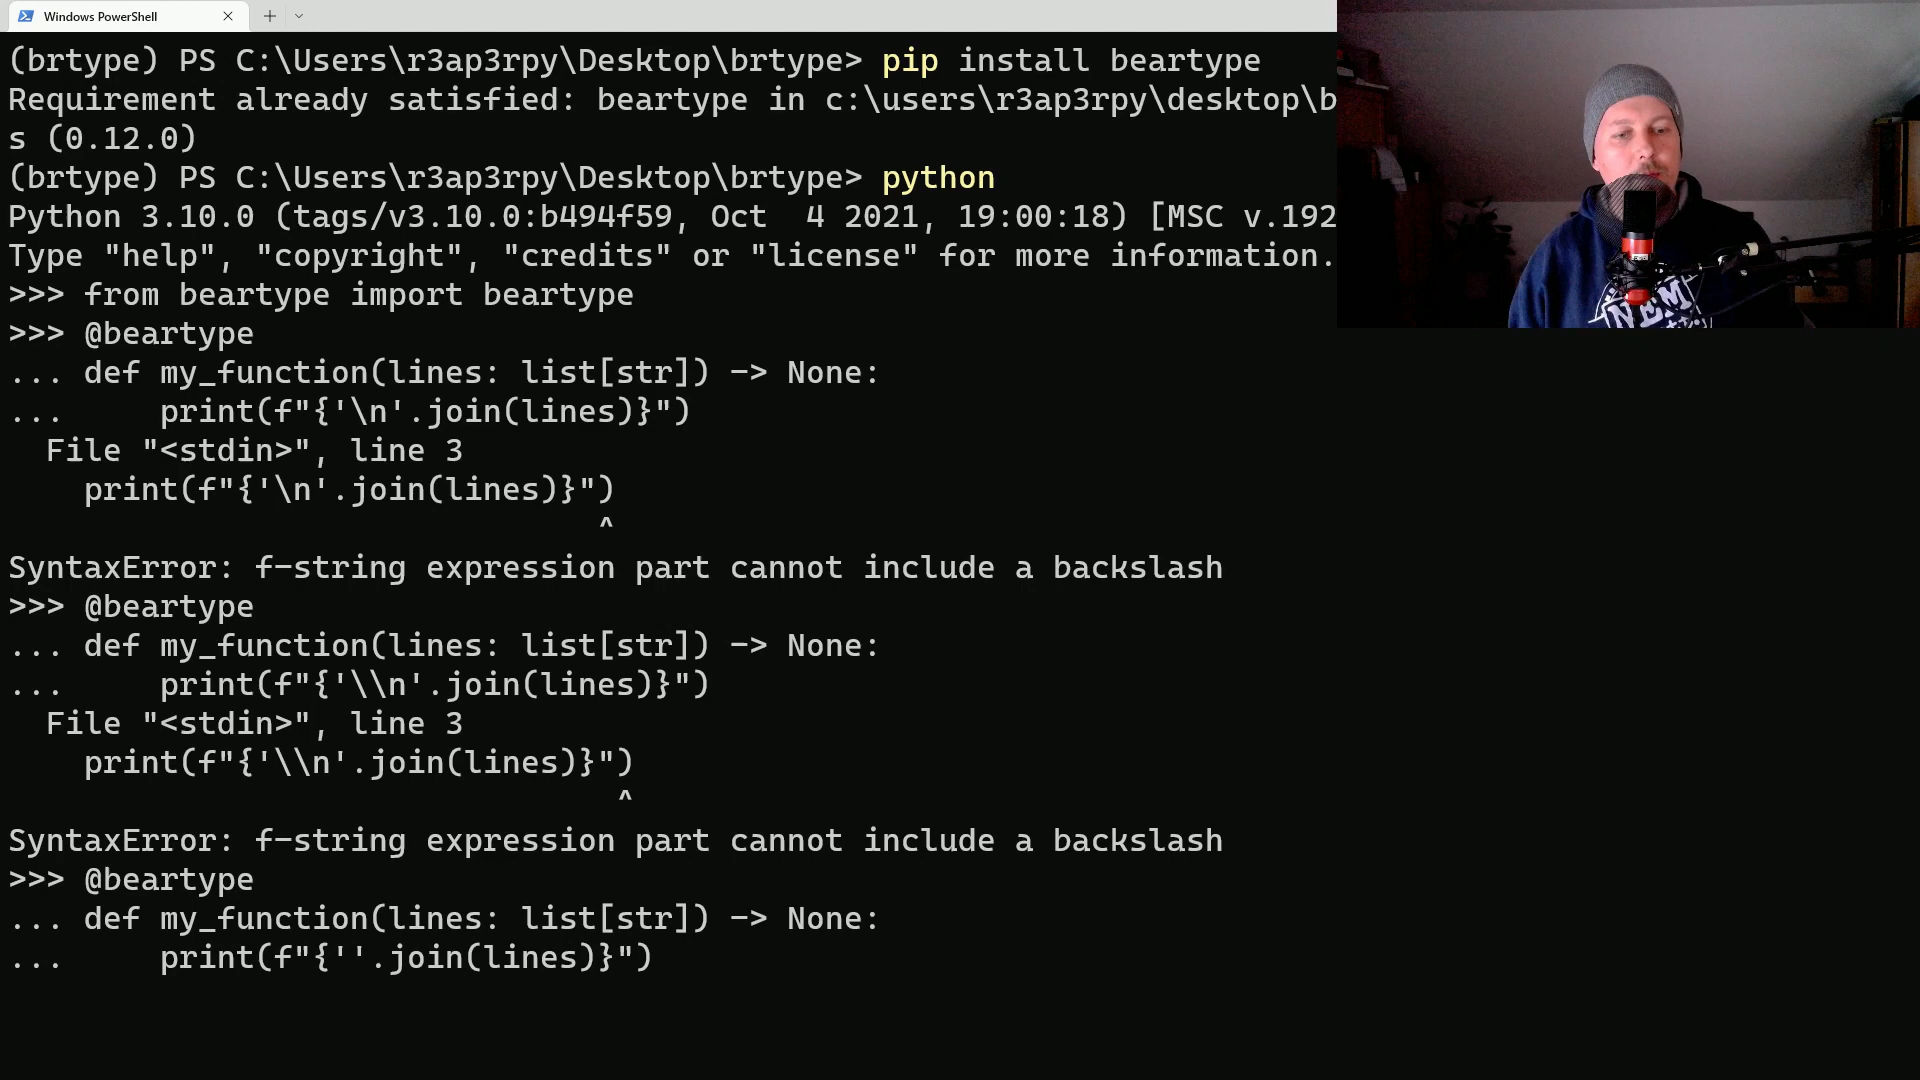 Windows PowerShell
(brtype) PS C:\Users\r3ap3rpy\Desktop\brtype> pip install beartype
Requirement already satisfied: beartype in c:\users\r3ap3rpy\desktop\b
s (0.12.0)
(brtype) PS C:\Users\r3ap3rpy\Desktop\brtype> python
Python 3.10.0 (tags/v3.10.0:b494f59, Oct  4 2021, 19:00:18) [MSC v.192
Type "help", "copyright", "credits" or "license" for more information.
>>> from beartype import beartype
>>> @beartype
... def my_function(lines: list[str]) -> None:
...     print(f"{'\n'.join(lines)}")
  File "<stdin>", line 3
    print(f"{'\n'.join(lines)}")
                               ^
SyntaxError: f-string expression part cannot include a backslash
>>> @beartype
... def my_function(lines: list[str]) -> None:
...     print(f"{'\\n'.join(lines)}")
  File "<stdin>", line 3
    print(f"{'\\n'.join(lines)}")
                                ^
SyntaxError: f-string expression part cannot include a backslash
>>> @beartype
... def my_function(lines: list[str]) -> None:
...     print(f"{''.join(lines)}")
NEM